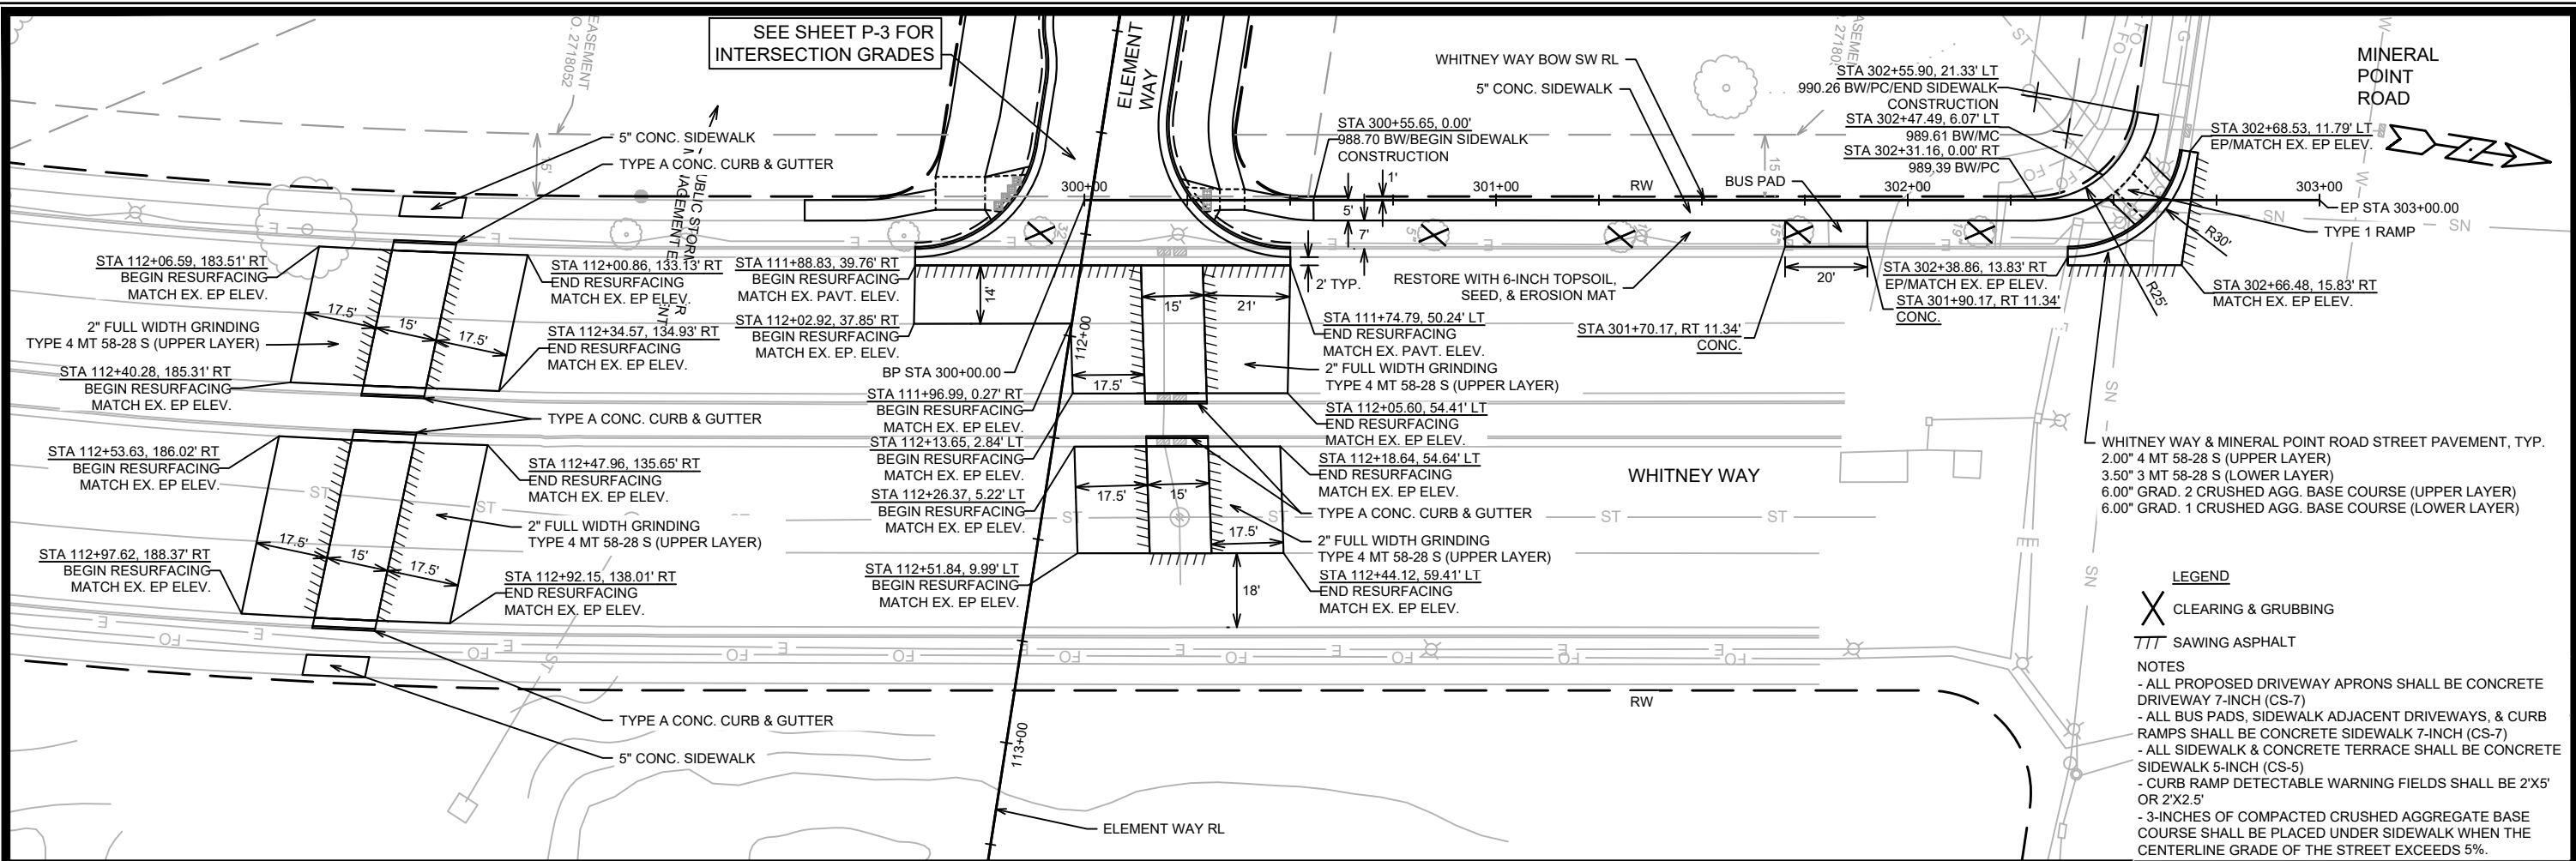 SEE SHEET P-3 FOR
INTERSECTION GRADES
ELEMENT
WAY
EASEMENT
O. 2718052
15'
5" CONC. SIDEWALK
TYPE A CONC. CURB & GUTTER
STA 112+06.59, 183.51' RT
BEGIN RESURFACING
MATCH EX. EP ELEV.
2" FULL WIDTH GRINDING
TYPE 4 MT 58-28 S (UPPER LAYER)
STA 112+40.28, 185.31' RT
BEGIN RESURFACING
MATCH EX. EP ELEV.
17.5'
15'
17.5'
STA 112+00.86, 133.13' RT
END RESURFACING
MATCH EX. EP ELEV.
STA 112+34.57, 134.93' RT
END RESURFACING
MATCH EX. EP ELEV.
TYPE A CONC. CURB & GUTTER
STA 112+53.63, 186.02' RT
BEGIN RESURFACING
MATCH EX. EP ELEV.
STA 112+47.96, 135.65' RT
END RESURFACING
MATCH EX. EP ELEV.
2" FULL WIDTH GRINDING
TYPE 4 MT 58-28 S (UPPER LAYER)
17.5'
15'
17.5'
STA 112+97.62, 188.37' RT
BEGIN RESURFACING
MATCH EX. EP ELEV.
STA 112+92.15, 138.01' RT
END RESURFACING
MATCH EX. EP ELEV.
TYPE A CONC. CURB & GUTTER
5" CONC. SIDEWALK
STA 111+88.83, 39.76' RT
BEGIN RESURFACING
MATCH EX. PAVT. ELEV.
STA 112+02.92, 37.85' RT
BEGIN RESURFACING
MATCH EX. EP. ELEV.
14'
BP STA 300+00.00
STA 111+96.99, 0.27' RT
BEGIN RESURFACING
MATCH EX. EP ELEV.
STA 112+13.65, 2.84' LT
BEGIN RESURFACING
MATCH EX. EP ELEV.
STA 112+26.37, 5.22' LT
BEGIN RESURFACING
MATCH EX. EP ELEV.
STA 112+51.84, 9.99' LT
BEGIN RESURFACING
MATCH EX. EP ELEV.
112+00
113+00
ELEMENT WAY RL
300+00
15'
21'
17.5'
2' TYP.
STA 111+74.79, 50.24' LT
END RESURFACING
MATCH EX. PAVT. ELEV.
2" FULL WIDTH GRINDING
TYPE 4 MT 58-28 S (UPPER LAYER)
STA 112+05.60, 54.41' LT
END RESURFACING
MATCH EX. EP ELEV.
STA 112+18.64, 54.64' LT
END RESURFACING
MATCH EX. EP ELEV.
TYPE A CONC. CURB & GUTTER
2" FULL WIDTH GRINDING
TYPE 4 MT 58-28 S (UPPER LAYER)
STA 112+44.12, 59.41' LT
END RESURFACING
MATCH EX. EP ELEV.
17.5'
15'
17.5'
18'
STA 300+55.65, 0.00'
988.70 BW/BEGIN SIDEWALK
CONSTRUCTION
WHITNEY WAY BOW SW RL
5" CONC. SIDEWALK
1'
5'
7'
301+00
RW
302+00
303+00
15'
BUS PAD
20'
RESTORE WITH 6-INCH TOPSOIL,
SEED, & EROSION MAT
STA 301+70.17, RT 11.34'
CONC.
STA 301+90.17, RT 11.34'
CONC.
STA 302+38.86, 13.83' RT
EP/MATCH EX. EP ELEV.
STA 302+55.90, 21.33' LT
990.26 BW/PC/END SIDEWALK
CONSTRUCTION
STA 302+47.49, 6.07' LT
989.61 BW/MC
STA 302+31.16, 0.00' RT
989.39 BW/PC
MINERAL
POINT
ROAD
STA 302+68.53, 11.79' LT
EP/MATCH EX. EP ELEV.
EP STA 303+00.00
TYPE 1 RAMP
R30'
R25'
STA 302+66.48, 15.83' RT
MATCH EX. EP ELEV.
WHITNEY WAY
RW
WHITNEY WAY & MINERAL POINT ROAD STREET PAVEMENT, TYP.
2.00" 4 MT 58-28 S (UPPER LAYER)
3.50" 3 MT 58-28 S (LOWER LAYER)
6.00" GRAD. 2 CRUSHED AGG. BASE COURSE (UPPER LAYER)
6.00" GRAD. 1 CRUSHED AGG. BASE COURSE (LOWER LAYER)
LEGEND
CLEARING & GRUBBING
SAWING ASPHALT
NOTES
- ALL PROPOSED DRIVEWAY APRONS SHALL BE CONCRETE
DRIVEWAY 7-INCH (CS-7)
- ALL BUS PADS, SIDEWALK ADJACENT DRIVEWAYS, & CURB
RAMPS SHALL BE CONCRETE SIDEWALK 7-INCH (CS-7)
- ALL SIDEWALK & CONCRETE TERRACE SHALL BE CONCRETE
SIDEWALK 5-INCH (CS-5)
- CURB RAMP DETECTABLE WARNING FIELDS SHALL BE 2'X5'
OR 2'X2.5'
- 3-INCHES OF COMPACTED CRUSHED AGGREGATE BASE
COURSE SHALL BE PLACED UNDER SIDEWALK WHEN THE
CENTERLINE GRADE OF THE STREET EXCEEDS 5%.